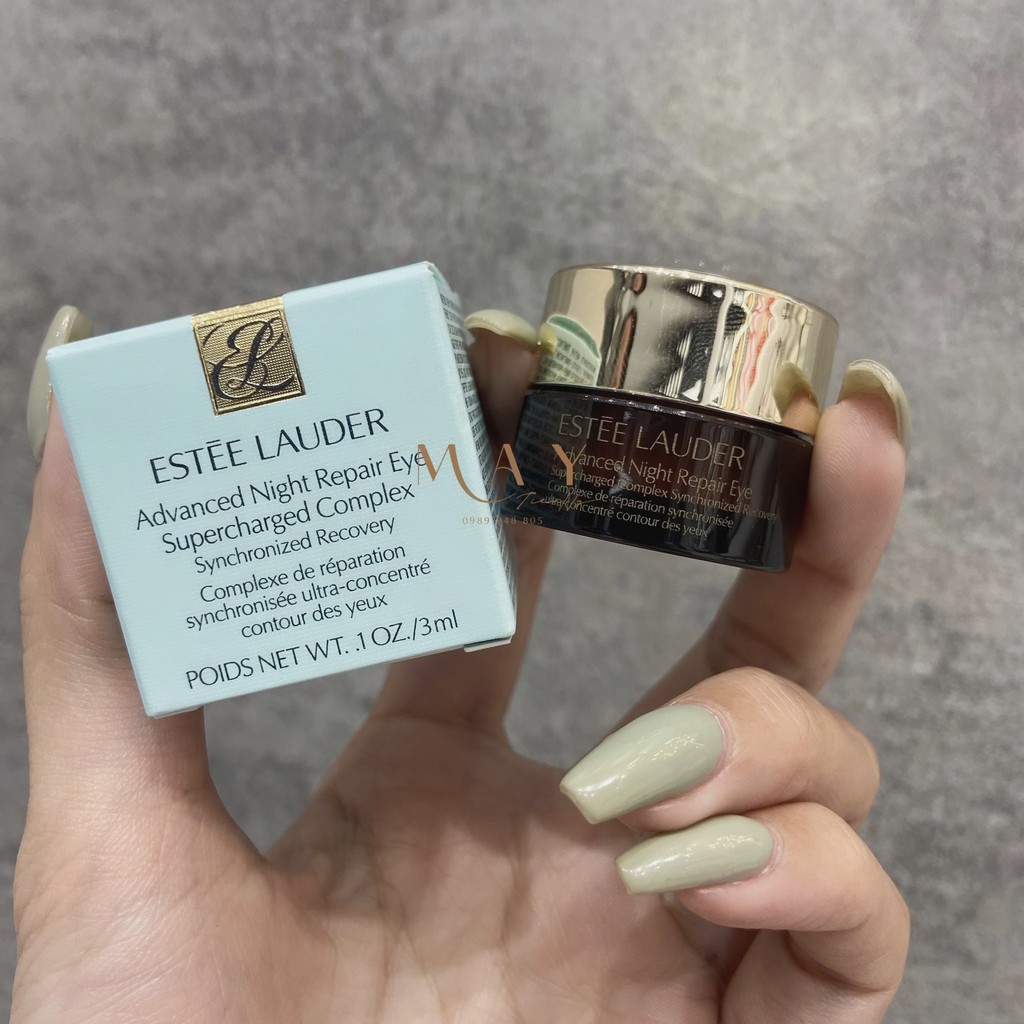 EL
ESTĒE LAUDER
Advanced Night Repair Eye
Supercharged Complex
Synchronized Recovery
Complexe de réparation
synchronisée ultra-concentré
contour des yeux
POIDS NET WT. .1 OZ./3ml
ESTĒE LAUDER
Advanced Night Repair Eye
Supercharged Complex Synchronized Recovery
Complexe de réparation synchronisée
ultra-concentré contour des yeux
MAY